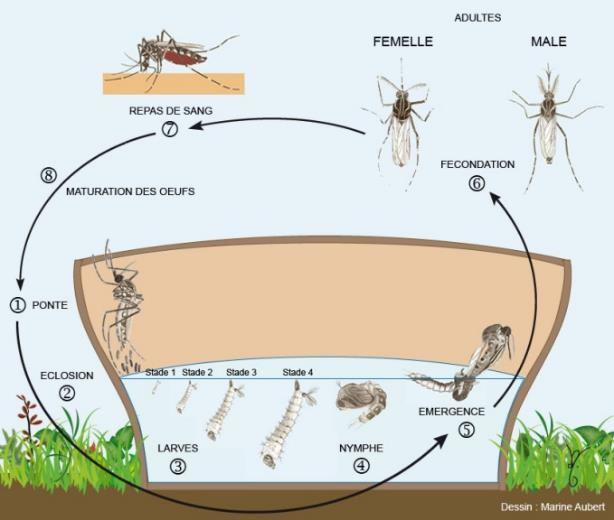 ADULTES
FEMELLE
MALE
REPAS DE SANG
⑦
FECONDATION
⑥
⑧
MATURATION DES OEUFS
① PONTE
ECLOSION
②
Stade 1 Stade 2 Stade 3 Stade 4
EMERGENCE
⑤
LARVES
③
NYMPHE
④
Dessin : Marine Aubert